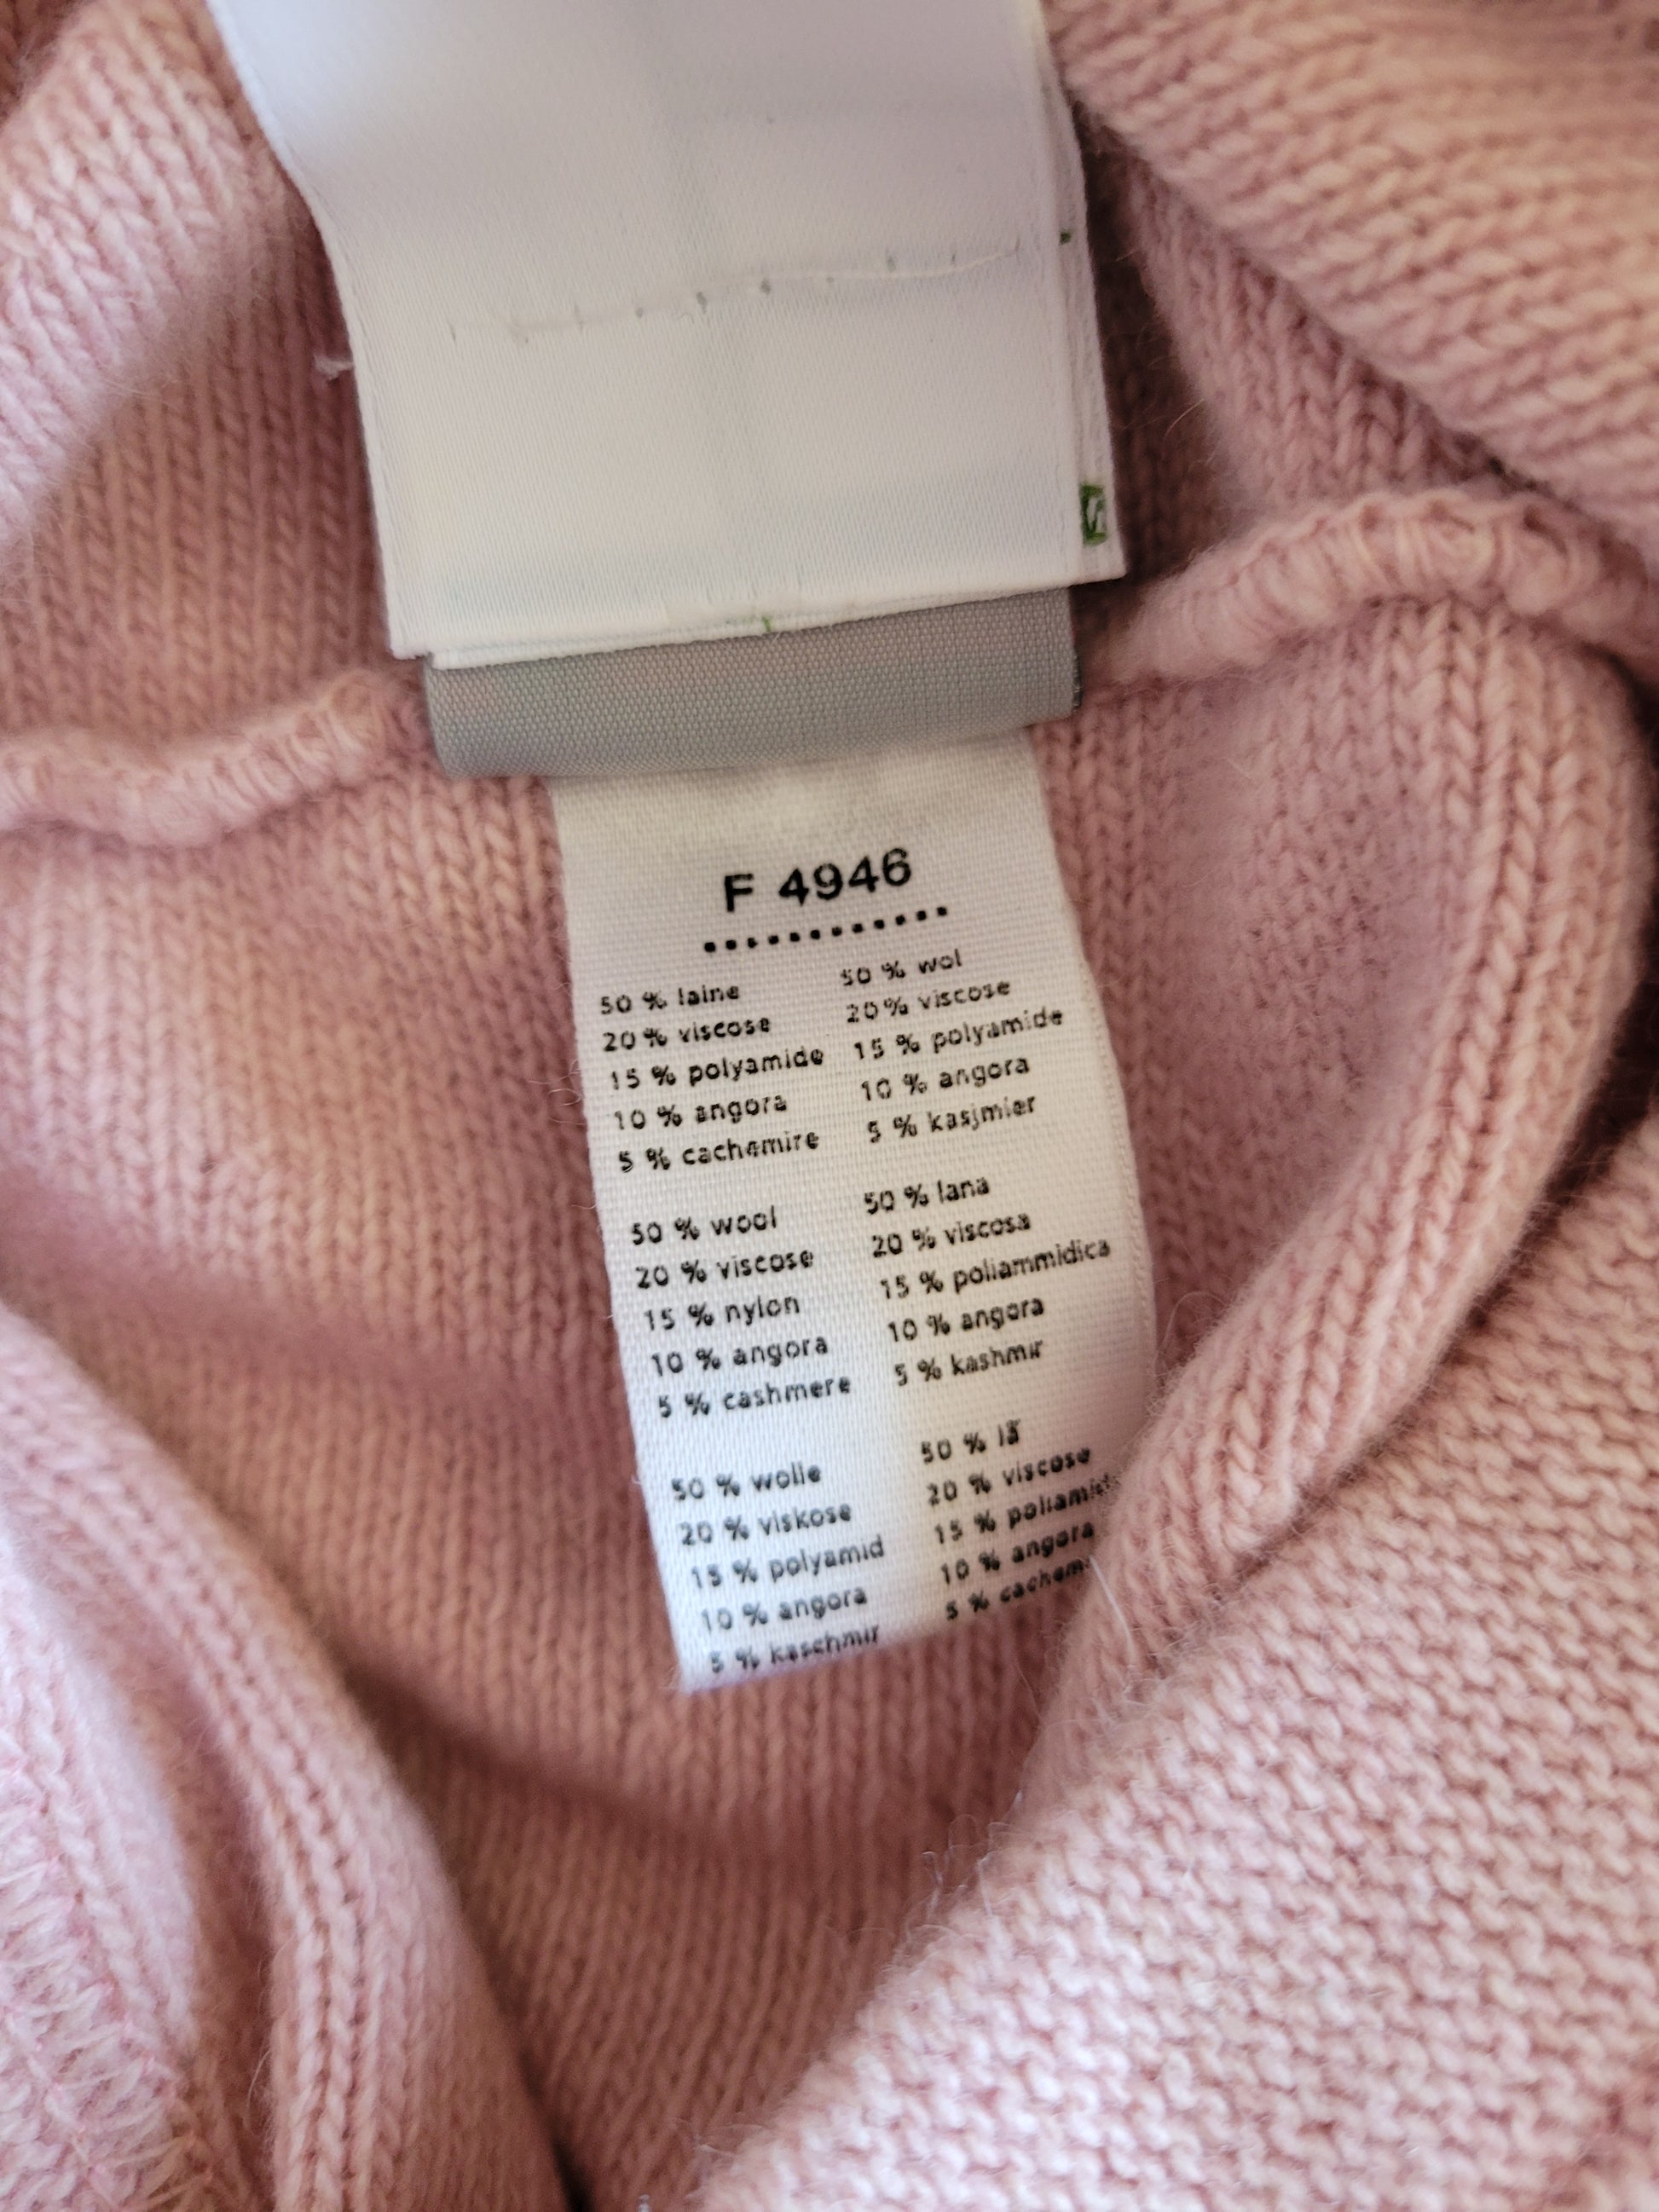 F 4946
50 % laine
20 % viscose
15 % polyamide
10 % angora
5 % cachemire
50 % wol
20% viscose
15 % polyamide
10 % angora
5 % kasjmier
50 % wool
20 % viscose
15 % nylon
10 % angora
5 % cashmere
50 % lana
20 % viscosa
15 % poliammidica
10 % angora
5 % kashmir
50 % wolle
20 % viskose
15 % polyamid
10 % angora
5 % kaschmir
50 % lã
20 % viscose
15 %
10 % angora
5 %